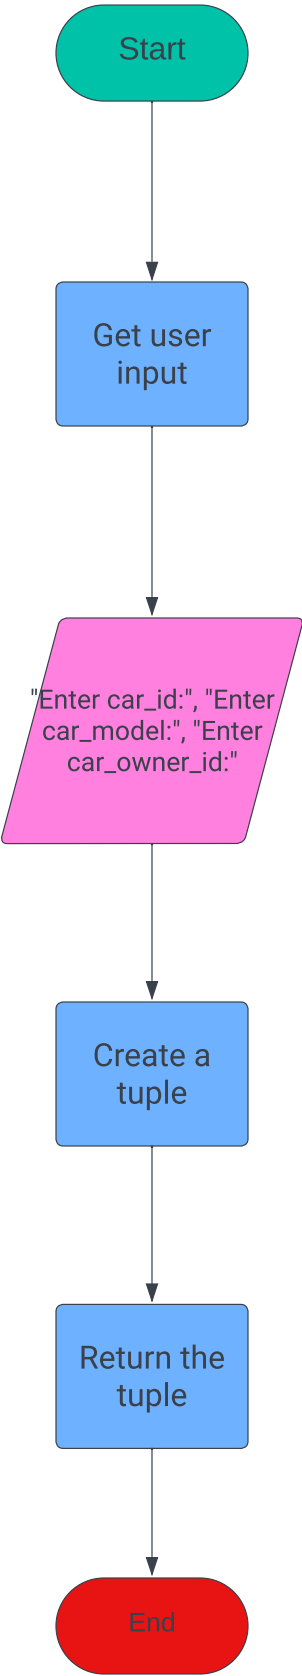 Start
Get user
input
"Enter car_id:", "Enter
car_model:", "Enter
car_owner_id:"
Create a
tuple
Return the
tuple
End